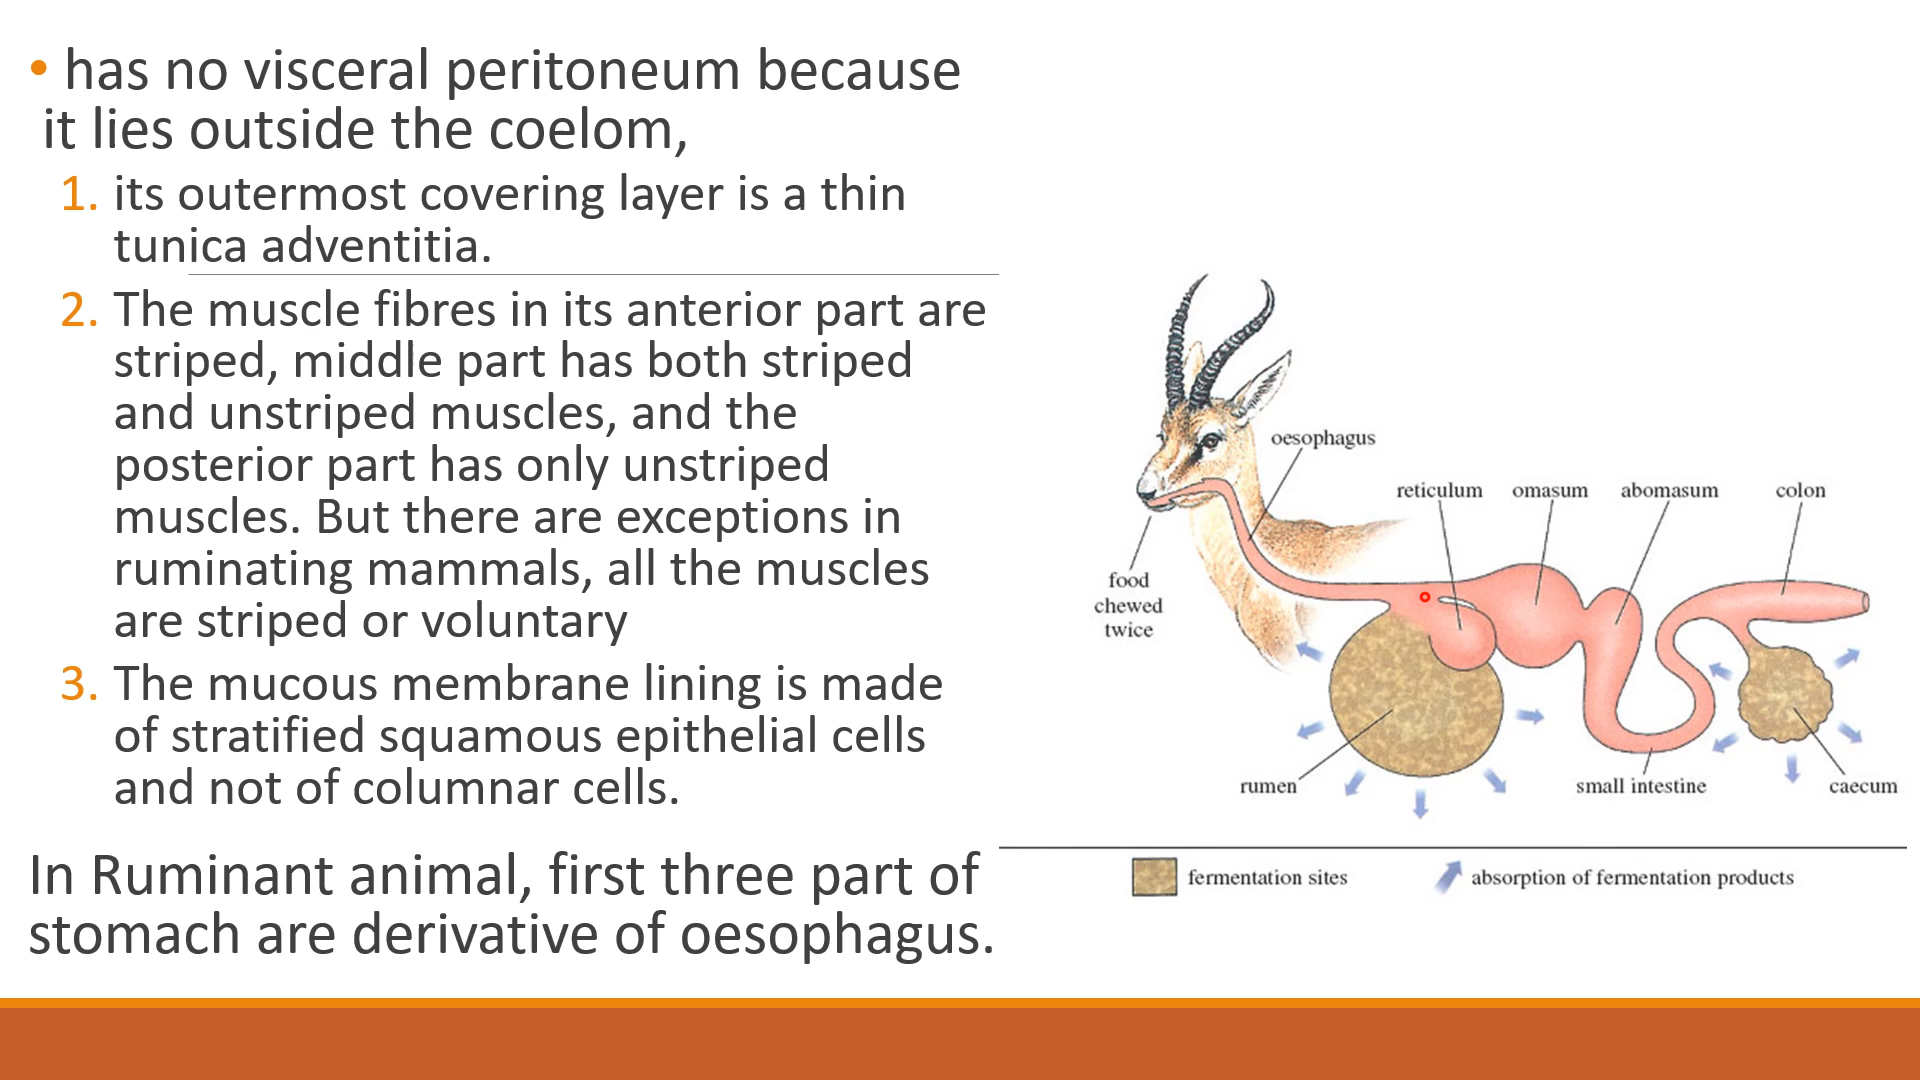 • has no visceral peritoneum because
it lies outside the coelom,
1. its outermost covering layer is a thin
tunica adventitia.
2. The muscle fibres in its anterior part are
striped, middle part has both striped
and unstriped muscles, and the
posterior part has only unstriped
muscles. But there are exceptions in
ruminating mammals, all the muscles
are striped or voluntary
3. The mucous membrane lining is made
of stratified squamous epithelial cells
and not of columnar cells.
In Ruminant animal, first three part of
stomach are derivative of oesophagus.
oesophagus
reticulum
omasum
abomasum
colon
food
chewed
twice
rumen
small intestine
caecum
fermentation sites
absorption of fermentation products